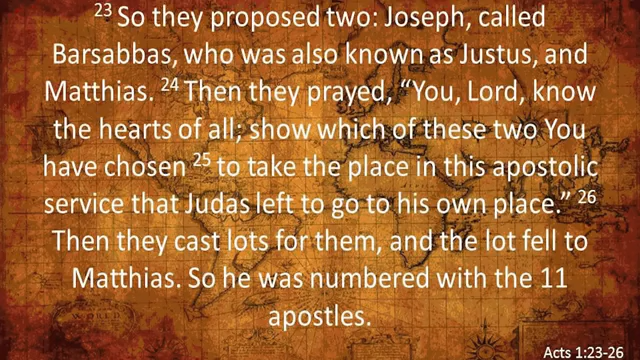 23 So they proposed two: Joseph, called
Barsabbas, who was also known as Justus, and
Matthias. 24 Then they prayed, “You, Lord, know
the hearts of all; show which of these two You
have chosen 25 to take the place in this apostolic
service that Judas left to go to his own place.” 26
Then they cast lots for them, and the lot fell to
Matthias. So he was numbered with the 11
apostles.
Acts 1:23-26
WORLD